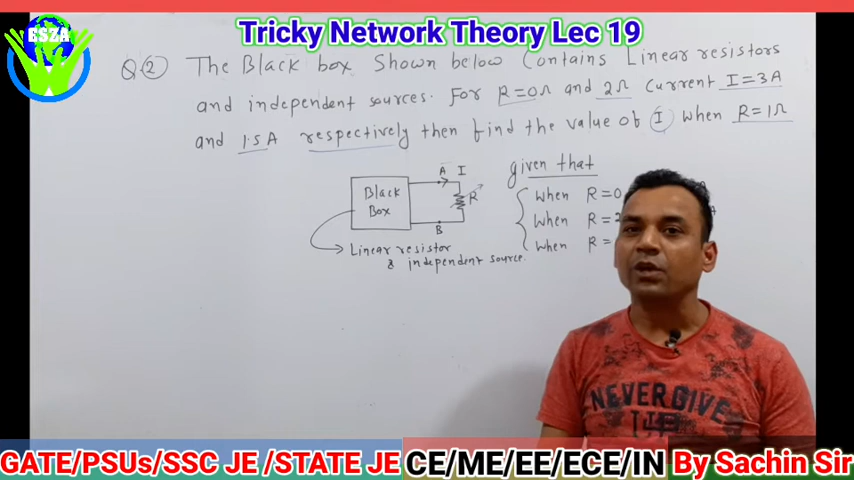 Tricky Network Theory Lec 19
ESZA
Q.2 The Black box Shown below Contains Linear resistors
and independent sources. For R=0Ω and 2Ω Current I=3A
and 1.5A respectively then find the value of I when R=1Ω
given that
when R=0
when R=2
when R=
A I
Black
Box
R
B
Linear resistor
& independent source.
NEVER GIVE
GATE/PSUs/SSC JE /STATE JE CE/ME/EE/ECE/IN By Sachin Sir